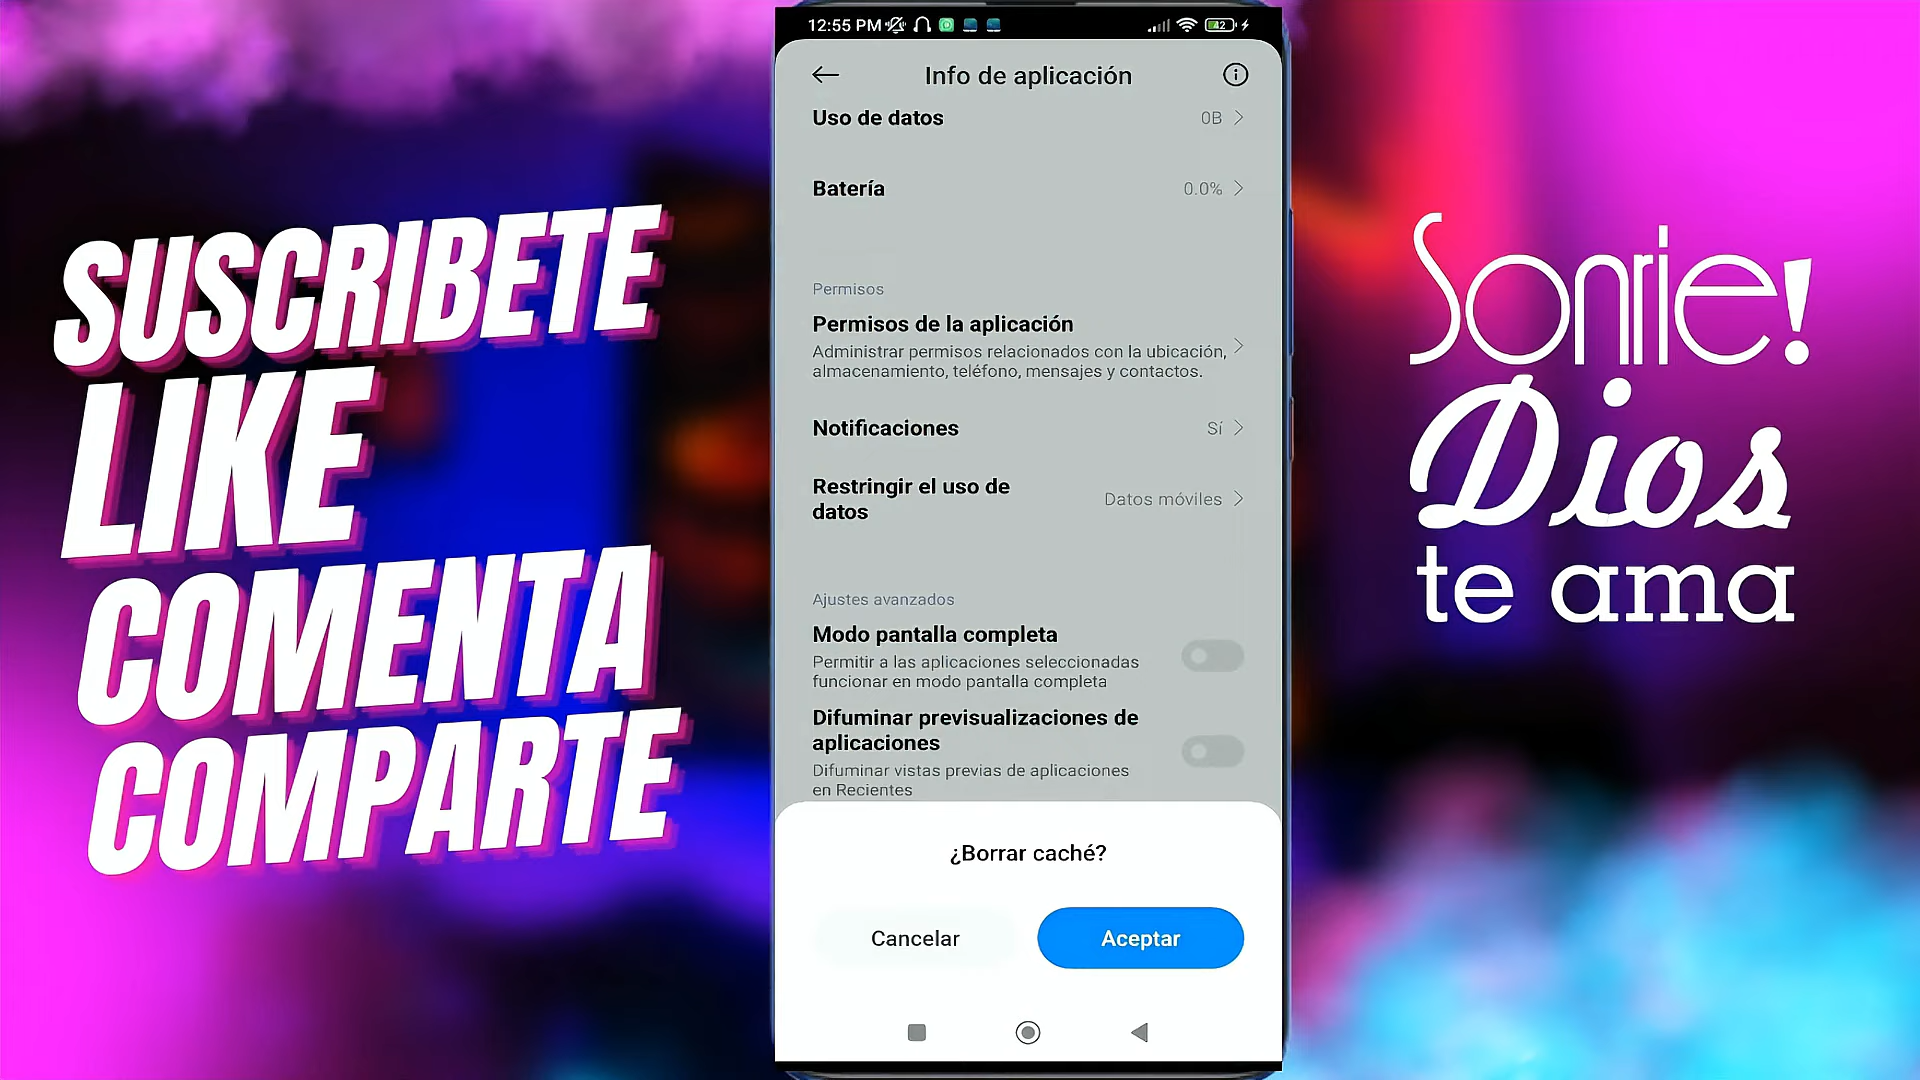 SUSCRIBETE
LIKE
COMENTA
COMPARTE
12:55 PM
42
Info de aplicación
Uso de datos
0B
Batería
0.0%
Permisos
Permisos de la aplicación
Administrar permisos relacionados con la ubicación,
almacenamiento, teléfono, mensajes y contactos.
Notificaciones
Sí
Restringir el uso de
datos
Datos móviles
Ajustes avanzados
Modo pantalla completa
Permitir a las aplicaciones seleccionadas
funcionar en modo pantalla completa
Difuminar previsualizaciones de
aplicaciones
Difuminar vistas previas de aplicaciones
en Recientes
¿Borrar caché?
Cancelar
Aceptar
Sonrie!
Dios
te ama